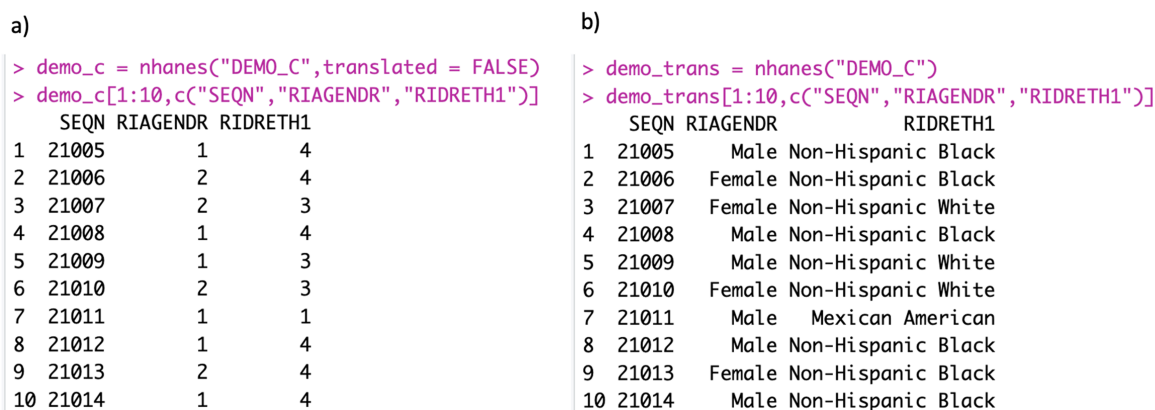 a)
> demo_c = nhanes("DEMO_C",translated = FALSE)
> demo_c[1:10,c("SEQN","RIAGENDR","RIDRETH1")]
SEQN RIAGENDR RIDRETH1
1 21005 1 4
2 21006 2 4
3 21007 2 3
4 21008 1 4
5 21009 1 3
6 21010 2 3
7 21011 1 1
8 21012 1 4
9 21013 2 4
10 21014 1 4
b)
> demo_trans = nhanes("DEMO_C")
> demo_trans[1:10,c("SEQN","RIAGENDR","RIDRETH1")]
SEQN RIAGENDR RIDRETH1
1 21005 Male Non-Hispanic Black
2 21006 Female Non-Hispanic Black
3 21007 Female Non-Hispanic White
4 21008 Male Non-Hispanic Black
5 21009 Male Non-Hispanic White
6 21010 Female Non-Hispanic White
7 21011 Male Mexican American
8 21012 Male Non-Hispanic Black
9 21013 Female Non-Hispanic Black
10 21014 Male Non-Hispanic Black